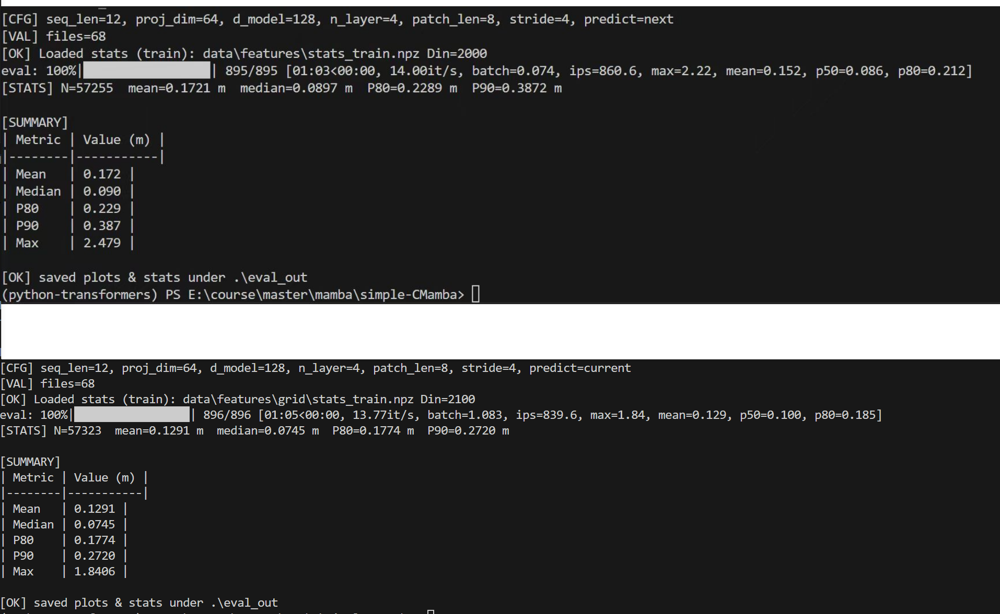 [CFG] seq_len=12, proj_dim=64, d_model=128, n_layer=4, patch_len=8, stride=4, predict=next
[VAL] files=68
[OK] Loaded stats (train): data\features\stats_train.npz Din=2000
eval: 100%|██████████| 895/895 [01:03<00:00, 14.00it/s, batch=0.074, ips=860.6, max=2.22, mean=0.152, p50=0.086, p80=0.212]
[STATS] N=57255  mean=0.1721 m  median=0.0897 m  P80=0.2289 m  P90=0.3872 m
[SUMMARY]
| Metric | Value (m) |
|--------|-----------|
| Mean   | 0.172 |
| Median | 0.090 |
| P80    | 0.229 |
| P90    | 0.387 |
| Max    | 2.479 |
[OK] saved plots & stats under .\eval_out
(python-transformers) PS E:\course\master\mamba\simple-CMamba>
[CFG] seq_len=12, proj_dim=64, d_model=128, n_layer=4, patch_len=8, stride=4, predict=current
[VAL] files=68
[OK] Loaded stats (train): data\features\grid\stats_train.npz Din=2100
eval: 100%|██████████| 896/896 [01:05<00:00, 13.77it/s, batch=1.083, ips=839.6, max=1.84, mean=0.129, p50=0.100, p80=0.185]
[STATS] N=57323  mean=0.1291 m  median=0.0745 m  P80=0.1774 m  P90=0.2720 m
[SUMMARY]
| Metric | Value (m) |
|--------|-----------|
| Mean   | 0.1291 |
| Median | 0.0745 |
| P80    | 0.1774 |
| P90    | 0.2720 |
| Max    | 1.8406 |
[OK] saved plots & stats under .\eval_out